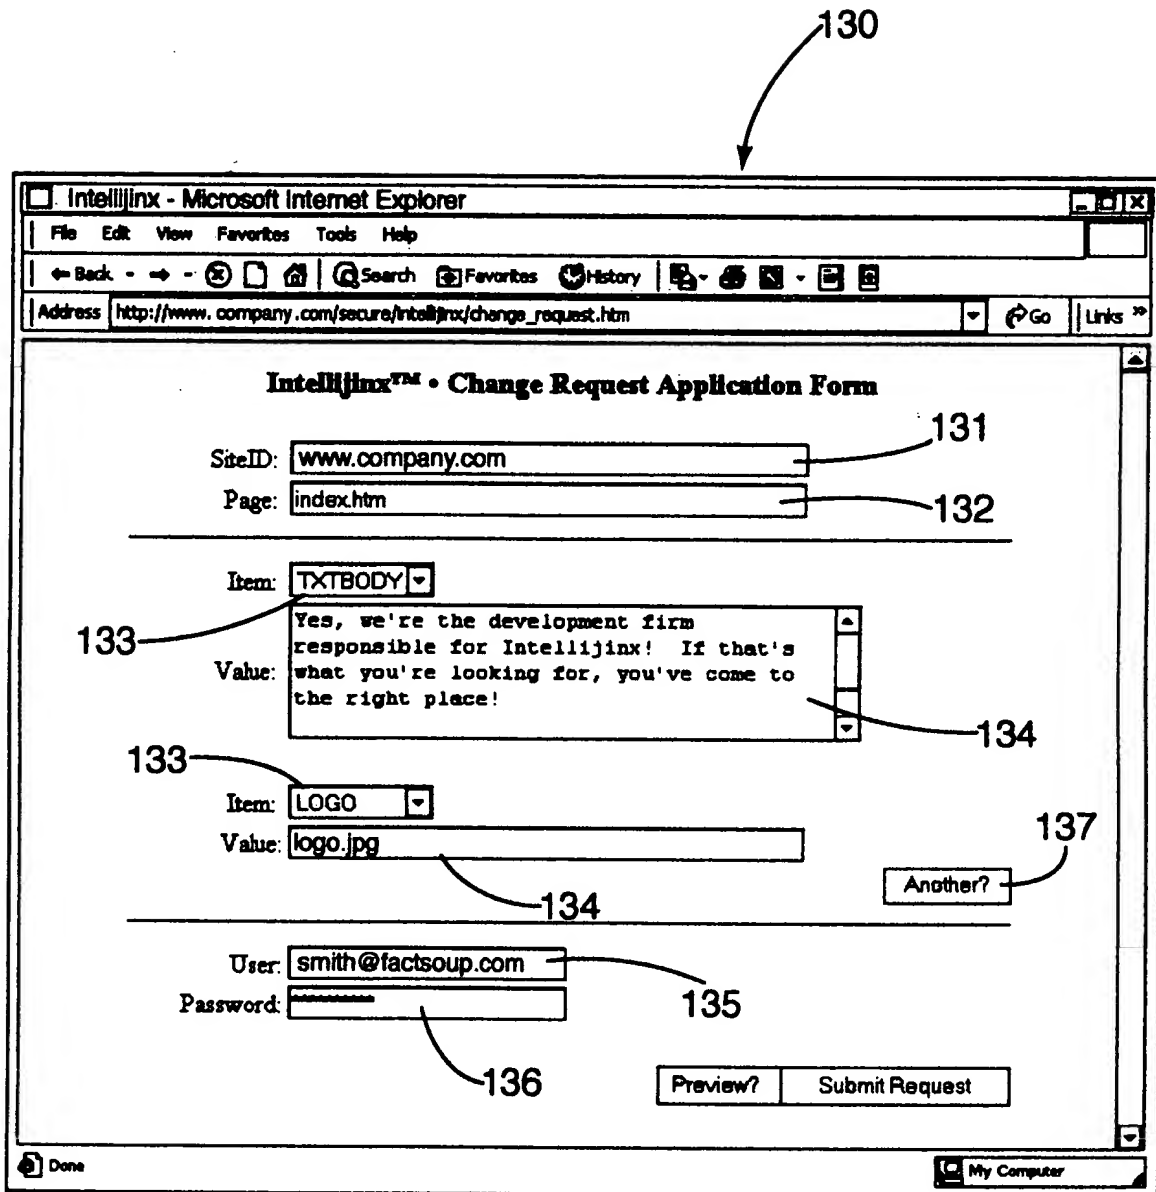 130
Intellijinx - Microsoft Internet Explorer
File Edit View Favorites Tools Help
Back Search Favorites History
Address http://www.company.com/secure/intellijinx/change_request.htm Go Links »
Intellijinx™ • Change Request Application Form
131
SiteID: www.company.com
Page: index.htm
132
Item: TXTBODY
133
Value: Yes, we're the development firm
responsible for Intellijinx! If that's
what you're looking for, you've come to
the right place!
134
133
Item: LOGO
Value: logo.jpg
137
Another?
134
User: smith@factsoup.com
Password:
135
136
Preview? Submit Request
Done My Computer